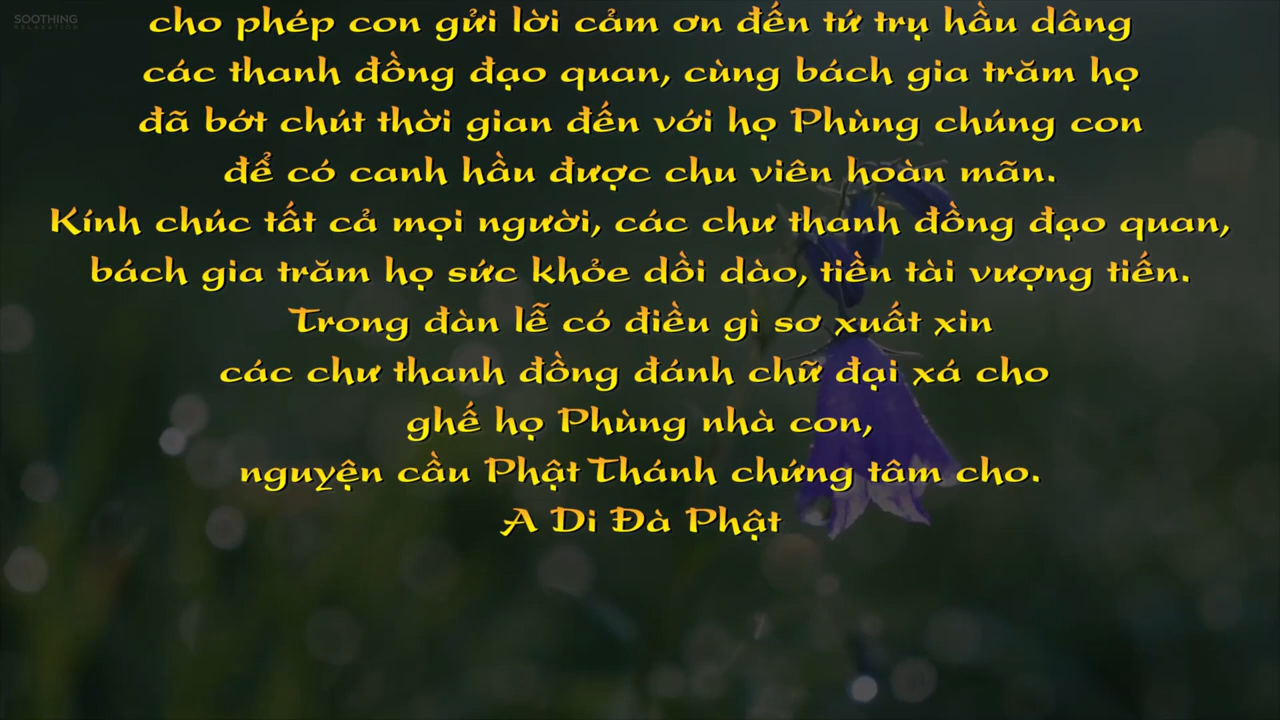 SOOTHING
RELAXATION
cho phép con gửi lời cảm ơn đến tứ trụ hầu dâng
các thanh đồng đạo quan, cùng bách gia trăm họ
đã bớt chút thời gian đến với họ Phùng chúng con
để có canh hầu được chu viên hoàn mãn.
Kính chúc tất cả mọi người, các chư thanh đồng đạo quan,
bách gia trăm họ sức khỏe dồi dào, tiền tài vượng tiến.
Trong đàn lễ có điều gì sơ xuất xin
các chư thanh đồng đánh chữ đại xá cho
ghế họ Phùng nhà con,
nguyện cầu Phật Thánh chứng tâm cho.
A Di Đà Phật